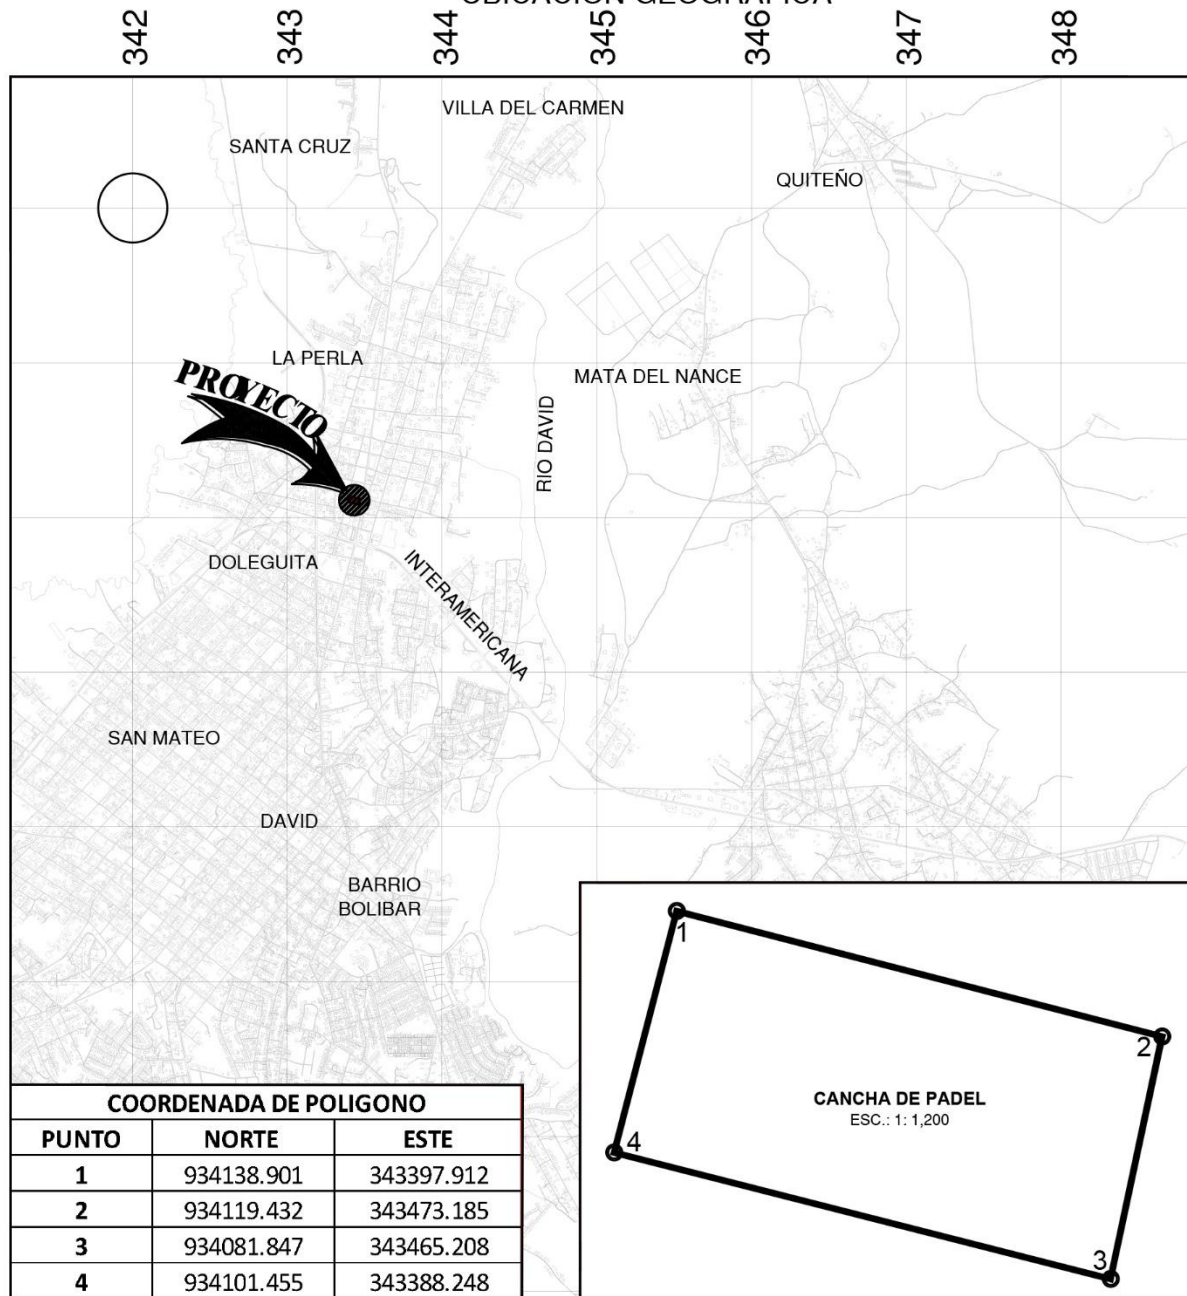 UBICACIÓN GEOGRÁFICA
342 343 344 345 346 347 348
VILLA DEL CARMEN
SANTA CRUZ
QUITEÑO
LA PERLA
MATA DEL NANCE
PROYECTO
RIO DAVID
DOLEGUITA
INTERAMERICANA
SAN MATEO
DAVID
BARRIO
BOLIBAR
1
2
CANCHA DE PADEL
ESC.: 1: 1,200
4
3
COORDENADA DE POLIGONO
PUNTO NORTE ESTE
1 934138.901 343397.912
2 934119.432 343473.185
3 934081.847 343465.208
4 934101.455 343388.248